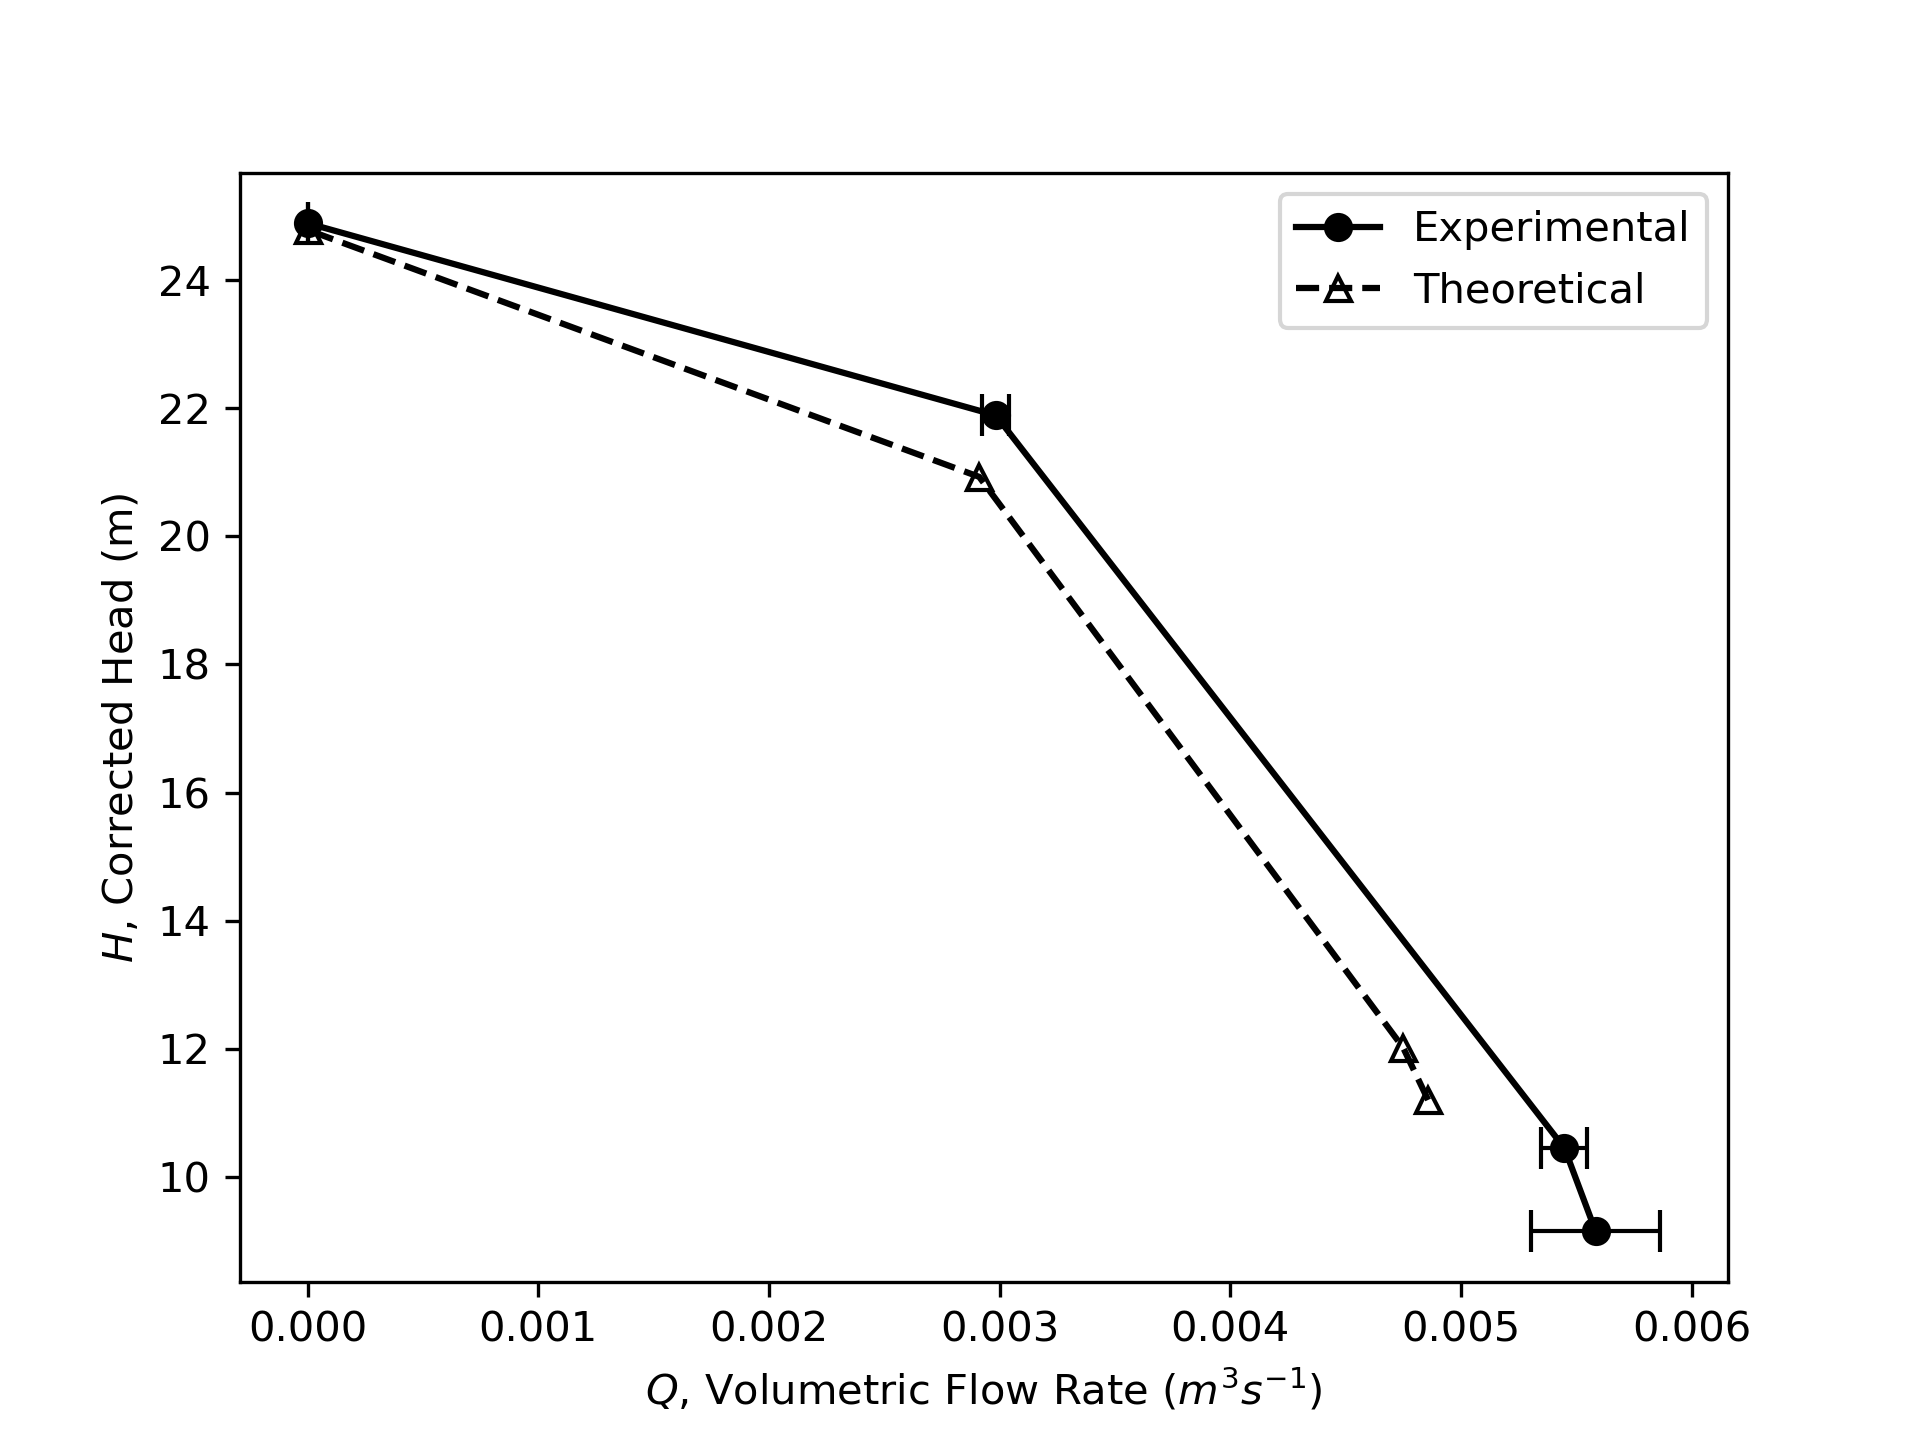 Experimental
Theoretical
24
22
20
18
16
14
12
10
H, Corrected Head (m)
0.000 0.001 0.002 0.003 0.004 0.005 0.006
Q, Volumetric Flow Rate (m³s⁻¹)